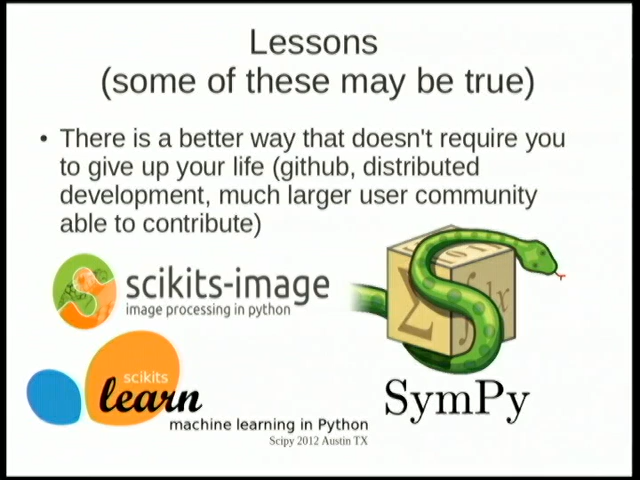 Lessons
(some of these may be true)
• There is a better way that doesn't require you
to give up your life (github, distributed
development, much larger user community
able to contribute)
scikits-image
image processing in python
scikits
learn
machine learning in Python
SymPy
Scipy 2012 Austin TX